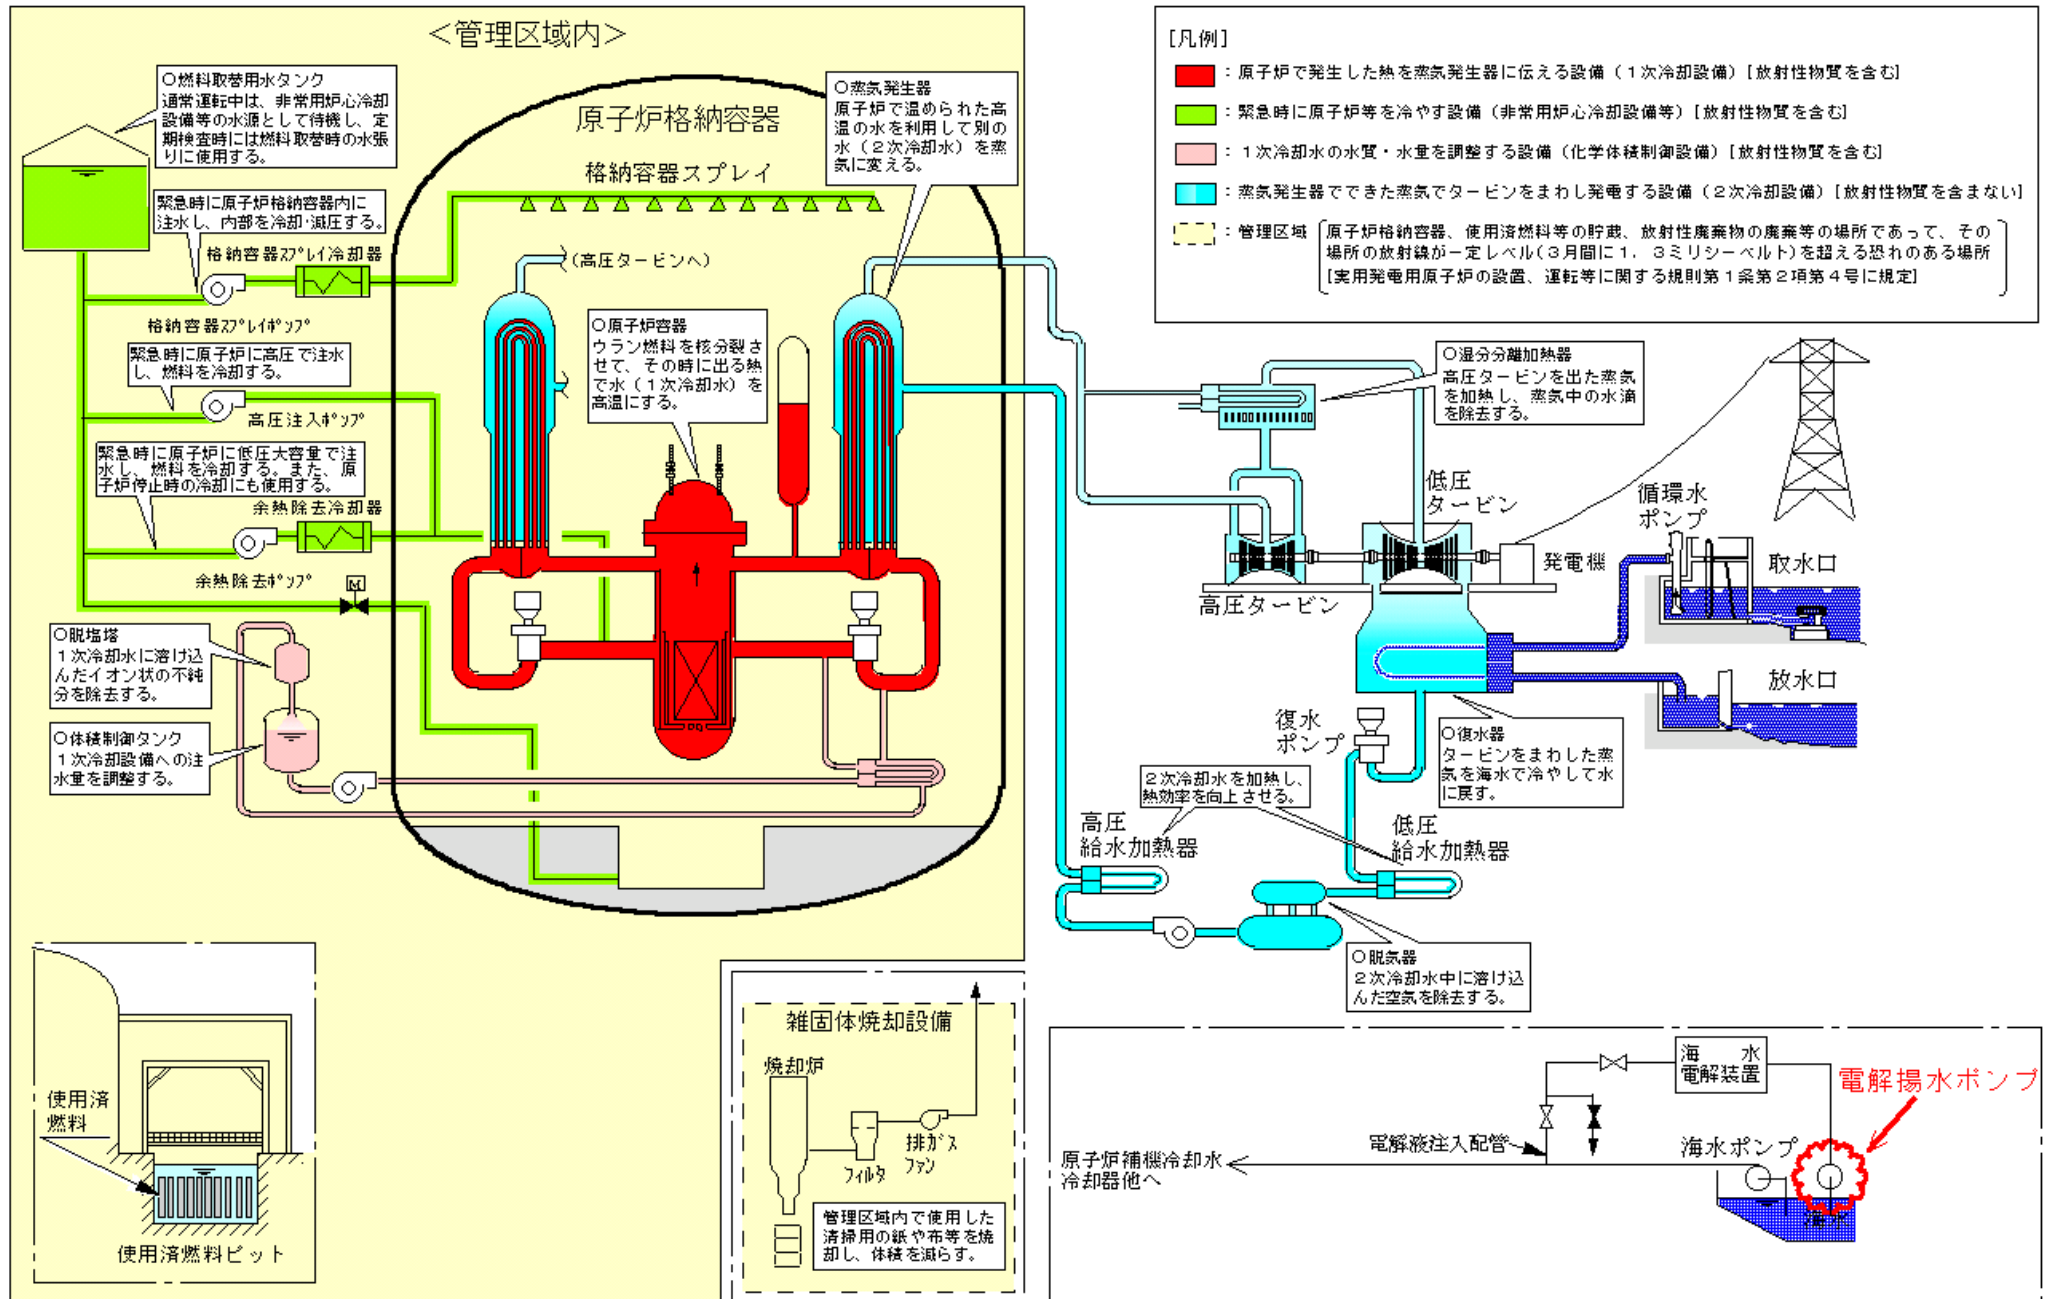 ＜管理区域内＞
○燃料取替用水タンク
通常運転中は、非常用炉心冷却
設備等の水源として待機し、定
期検査時には燃料取替時の水張
りに使用する。
緊急時に原子炉格納容器内に
注水し、内部を冷却･減圧する。
格納容器ｽﾌﾟﾚｲ冷却器
格納容器ｽﾌﾟﾚｲﾎﾟﾝﾌﾟ
緊急時に原子炉に高圧で注水
し、燃料を冷却する。
高圧注入ﾎﾟﾝﾌﾟ
緊急時に原子炉に低圧大容量で注
水し、燃料を冷却する。また、原
子炉停止時の冷却にも使用する。
余熱除去冷却器
余熱除去ﾎﾟﾝﾌﾟ
M
○脱塩塔
１次冷却水に溶け込
んだイオン状の不純
分を除去する。
○体積制御タンク
１次冷却設備への注
水量を調整する。
原子炉格納容器
格納容器スプレイ
○蒸気発生器
原子炉で温められた高
温の水を利用して別の
水（２次冷却水）を蒸
気に変える。
(高圧タービンへ)
○原子炉容器
ウラン燃料を核分裂さ
せて、その時に出る熱
で水（１次冷却水）を
高温にする。
[凡例]
：原子炉で発生した熱を蒸気発生器に伝える設備（１次冷却設備）[放射性物質を含む]
：緊急時に原子炉等を冷やす設備（非常用炉心冷却設備等）[放射性物質を含む]
：１次冷却水の水質・水量を調整する設備（化学体積制御設備）[放射性物質を含む]
：蒸気発生器でできた蒸気でタービンをまわし発電する設備（２次冷却設備）[放射性物質を含まない]
：管理区域
原子炉格納容器、使用済燃料等の貯蔵、放射性廃棄物の廃棄等の場所であって、その
場所の放射線が一定レベル(３月間に１．３ミリシーベルト)を超える恐れのある場所
[実用発電用原子炉の設置、運転等に関する規則第１条第２項第４号に規定]
○湿分分離加熱器
高圧タービンを出た蒸気
を加熱し、蒸気中の水滴
を除去する。
低圧
タービン
高圧タービン
発電機
循環水
ポンプ
取水口
放水口
復水
ポンプ
○復水器
タービンをまわした蒸
気を海水で冷やして水
に戻す。
２次冷却水を加熱し、
熱効率を向上させる。
高圧
給水加熱器
低圧
給水加熱器
○脱気器
２次冷却水中に溶け込
んだ空気を除去する。
使用済
燃料
使用済燃料ピット
雑固体焼却設備
焼却炉
ﾌｨﾙﾀ
排ｶﾞｽ
ﾌｧﾝ
管理区域内で使用した
清掃用の紙や布等を焼
却し、体積を減らす。
海　水
電解装置
電解揚水ポンプ
電解液注入配管
海水ポンプ
原子炉補機冷却水
冷却器他へ
海水